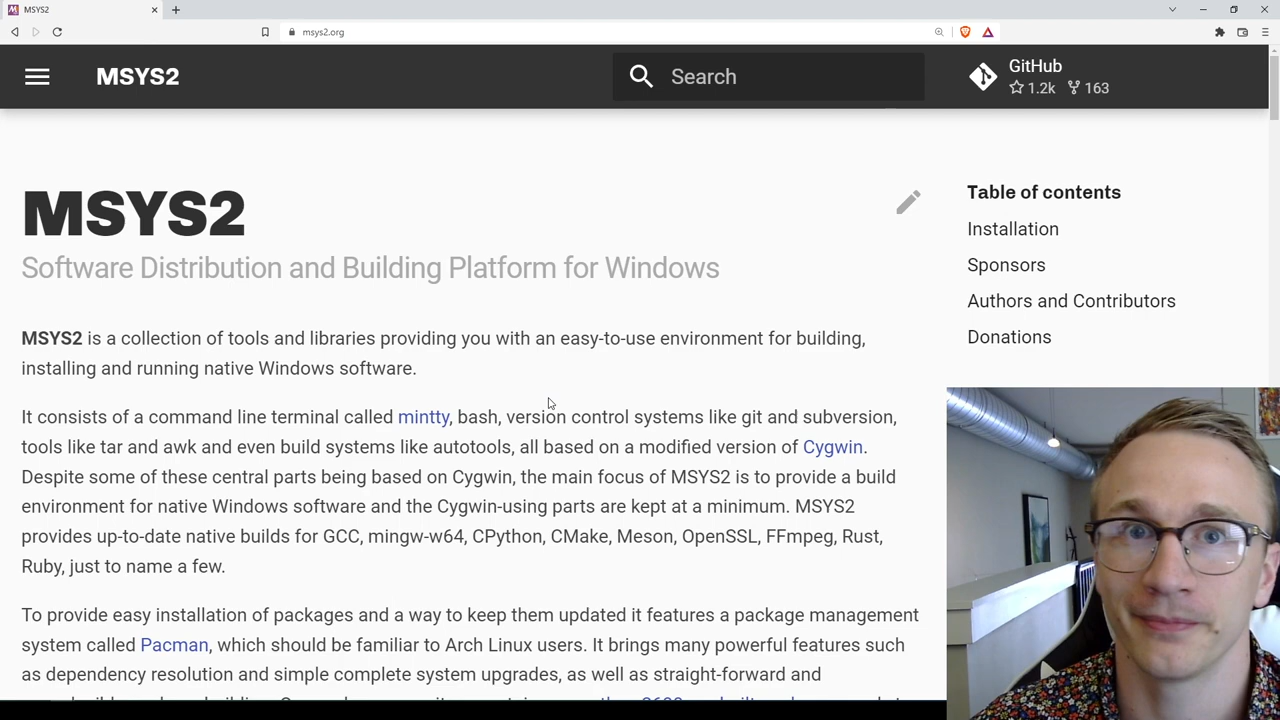 MSYS2
msys2.org
MSYS2
Search
GitHub
1.2k 163
MSYS2
Software Distribution and Building Platform for Windows
MSYS2 is a collection of tools and libraries providing you with an easy-to-use environment for building,
installing and running native Windows software.
It consists of a command line terminal called mintty, bash, version control systems like git and subversion,
tools like tar and awk and even build systems like autotools, all based on a modified version of Cygwin.
Despite some of these central parts being based on Cygwin, the main focus of MSYS2 is to provide a build
environment for native Windows software and the Cygwin-using parts are kept at a minimum. MSYS2
provides up-to-date native builds for GCC, mingw-w64, CPython, CMake, Meson, OpenSSL, FFmpeg, Rust,
Ruby, just to name a few.
To provide easy installation of packages and a way to keep them updated it features a package management
system called Pacman, which should be familiar to Arch Linux users. It brings many powerful features such
as dependency resolution and simple complete system upgrades, as well as straight-forward and
Table of contents
Installation
Sponsors
Authors and Contributors
Donations